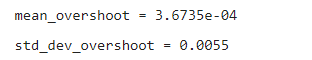 mean_overshoot = 3.6735e-04
std_dev_overshoot = 0.0055